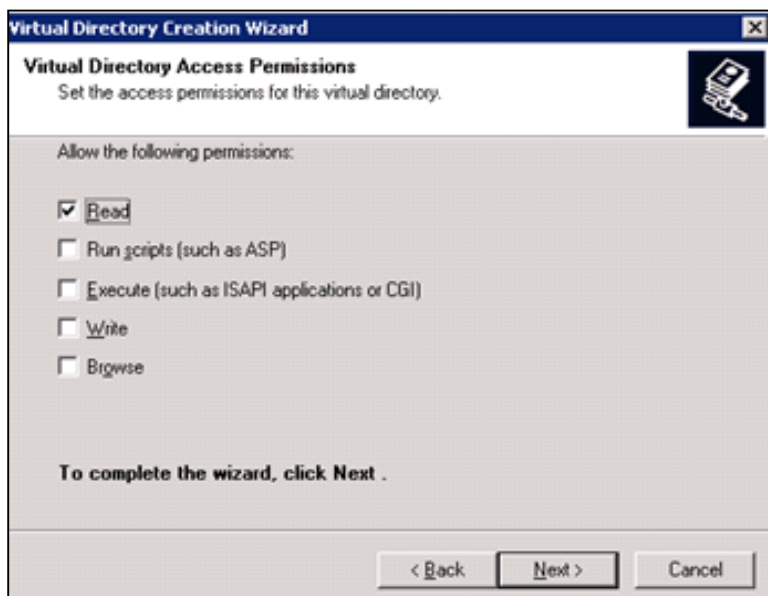 Virtual Directory Creation Wizard
Virtual Directory Access Permissions
Set the access permissions for this virtual directory.
Allow the following permissions:
Read
Run scripts (such as ASP)
Execute (such as ISAPI applications or CGI)
Write
Browse
To complete the wizard, click Next .
< Back Next > Cancel